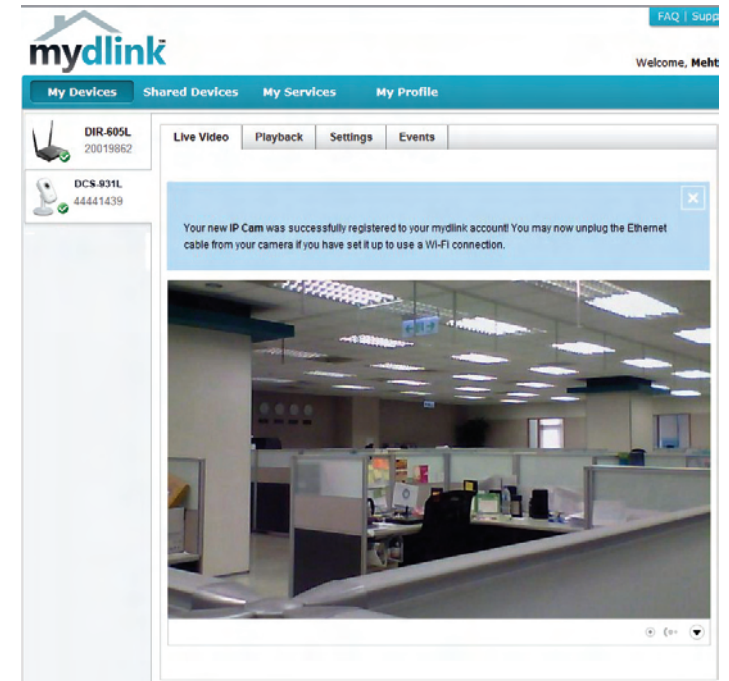 FAQ | Supp
mydlink
Welcome, Meht
My Devices Shared Devices My Services My Profile
DIR-605L
20019862
DCS-931L
44441439
Live Video Playback Settings Events
Your new IP Cam was successfully registered to your mydlink account! You may now unplug the Ethernet
cable from your camera if you have set it up to use a Wi-Fi connection.